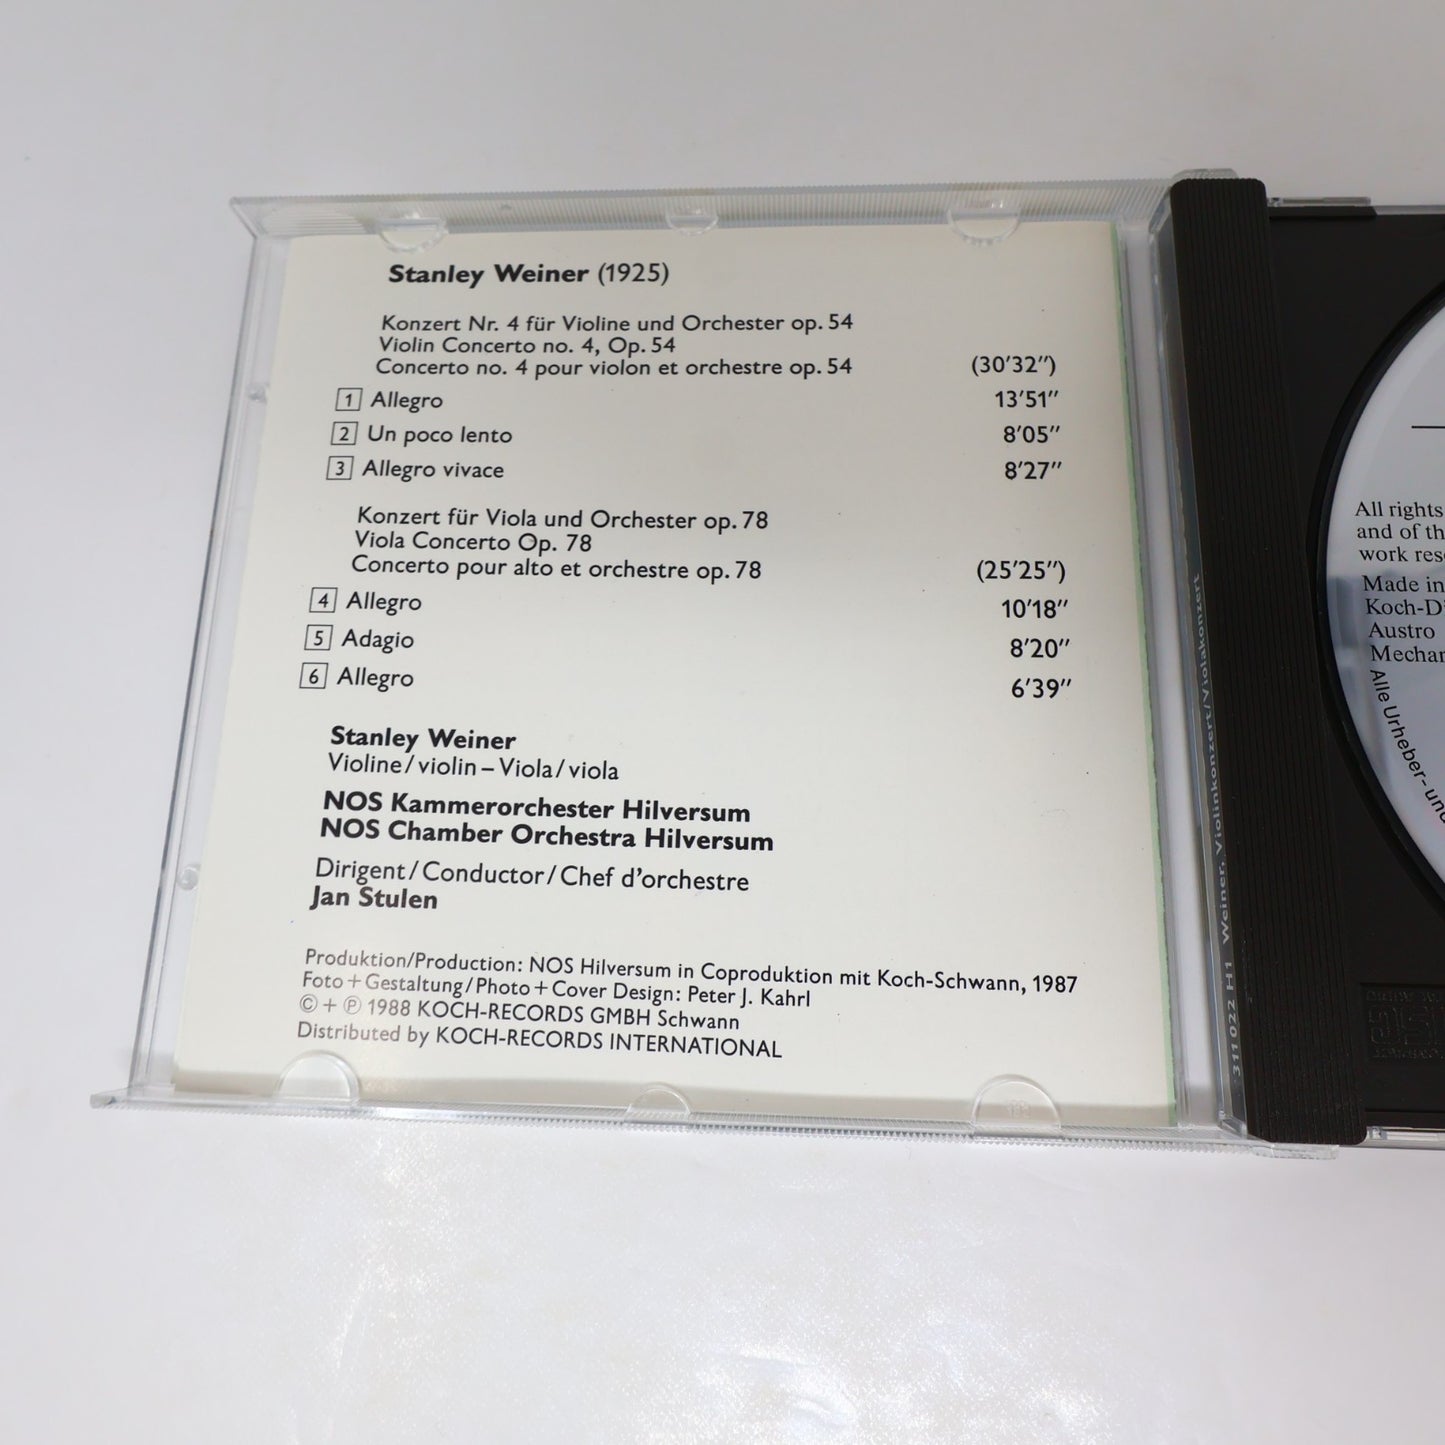 Stanley Weiner (1925)
Konzert Nr. 4 für Violine und Orchester op. 54
Violin Concerto no. 4, Op. 54
Concerto no. 4 pour violon et orchestre op. 54 (30'32")
1 Allegro 13'51"
2 Un poco lento 8'05"
3 Allegro vivace 8'27"
Konzert für Viola und Orchester op. 78
Viola Concerto Op. 78
Concerto pour alto et orchestre op. 78 (25'25")
4 Allegro 10'18"
5 Adagio 8'20"
6 Allegro 6'39"
Stanley Weiner
Violine/violin – Viola/viola
NOS Kammerorchester Hilversum
NOS Chamber Orchestra Hilversum
Dirigent/Conductor/Chef d'orchestre
Jan Stulen
Produktion/Production: NOS Hilversum in Coproduktion mit Koch-Schwann, 1987
Foto + Gestaltung/Photo + Cover Design: Peter J. Kahrl
© + ℗ 1988 KOCH-RECORDS GMBH Schwann
Distributed by KOCH-RECORDS INTERNATIONAL
311 022 H1 Weiner, Violinkonzert/Violakonzert
All rights
and of th
work res
Made in
Koch-D
Austro
Mechan
Alle Urheber- und